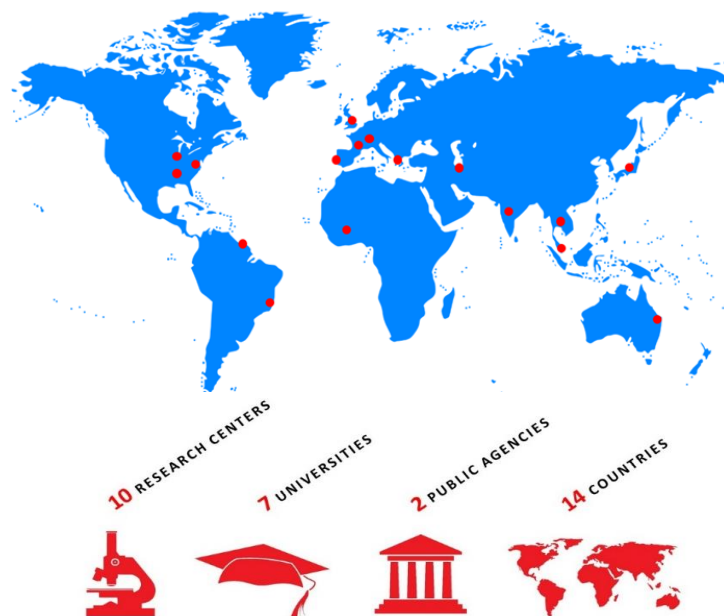 10 RESEARCH CENTERS
7 UNIVERSITIES
2 PUBLIC AGENCIES
14 COUNTRIES